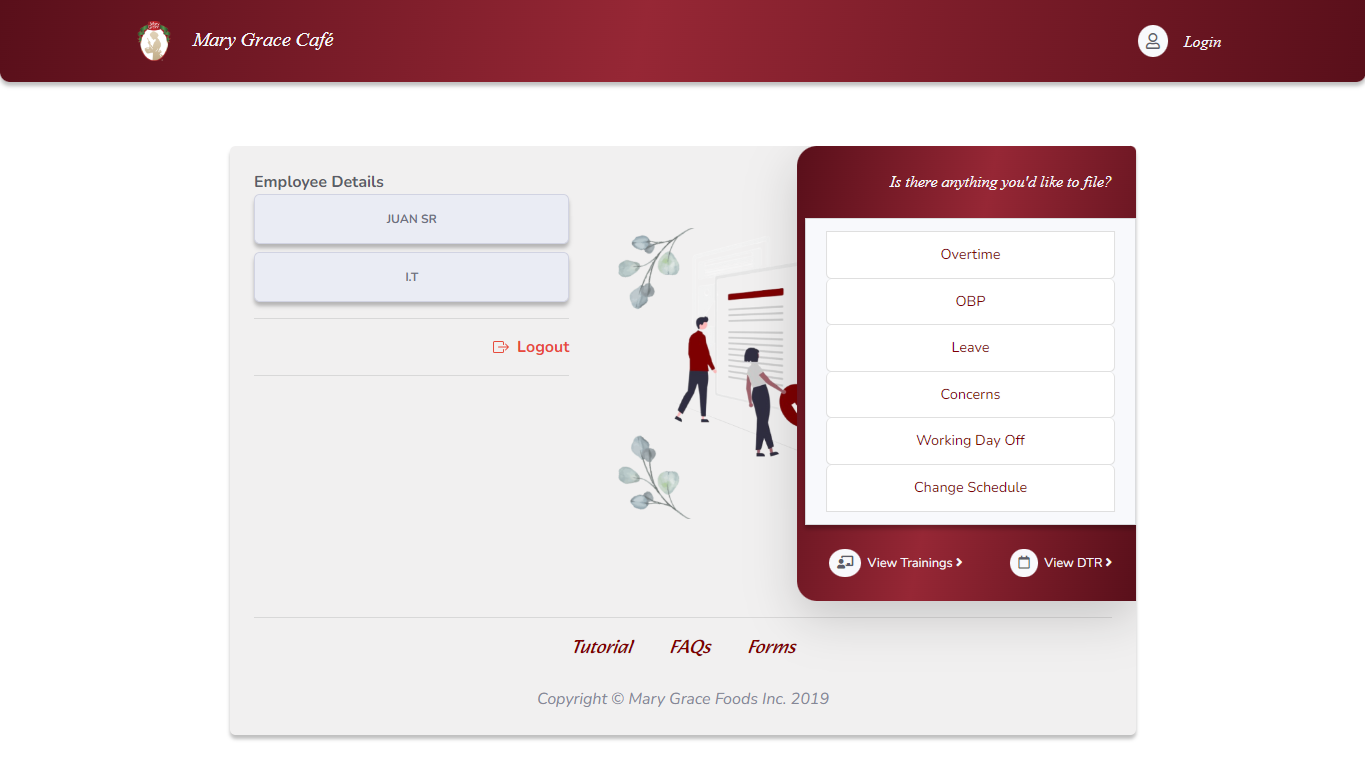 Mary Grace Café
Login
Employee Details
JUAN SR
I.T
Logout
Is there anything you'd like to file?
Overtime
OBP
Leave
Concerns
Working Day Off
Change Schedule
View Trainings
View DTR
Tutorial FAQs Forms
Copyright © Mary Grace Foods Inc. 2019